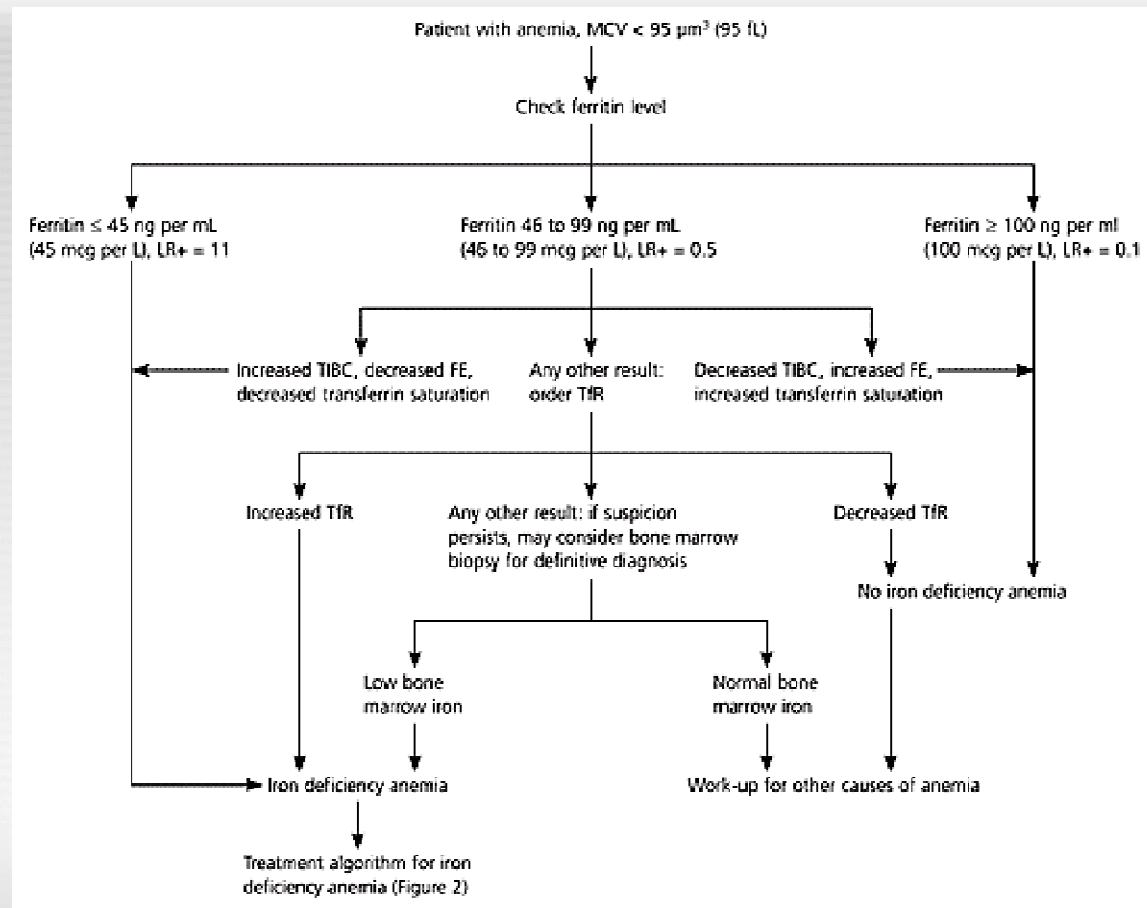 Patient with anemia, MCV < 95 µm³ (95 fL)
Check ferritin level
Ferritin ≤ 45 ng per mL
(45 mcg per L), LR+ = 11
Ferritin 46 to 99 ng per mL
(46 to 99 mcg per L), LR+ = 0.5
Ferritin ≥ 100 ng per ml
(100 mcg per L), LR+ = 0.1
Increased TIBC, decreased FE,
decreased transferrin saturation
Any other result:
order TfR
Decreased TIBC, increased FE,
increased transferrin saturation
Increased TfR
Any other result: if suspicion
persists, may consider bone marrow
biopsy for definitive diagnosis
Decreased TfR
No iron deficiency anemia
Low bone
marrow iron
Normal bone
marrow iron
Iron deficiency anemia
Work-up for other causes of anemia
Treatment algorithm for iron
deficiency anemia (Figure 2)